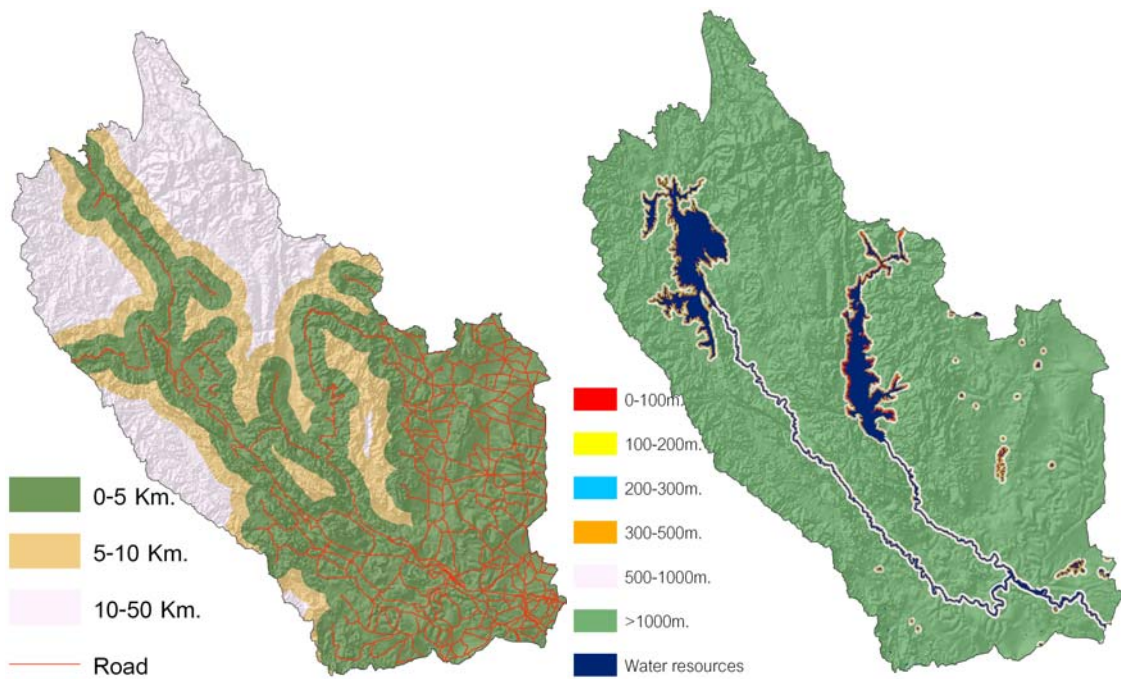 0-5 Km.
5-10 Km.
10-50 Km.
Road
0-100m.
100-200m.
200-300m.
300-500m.
500-1000m.
>1000m.
Water resources